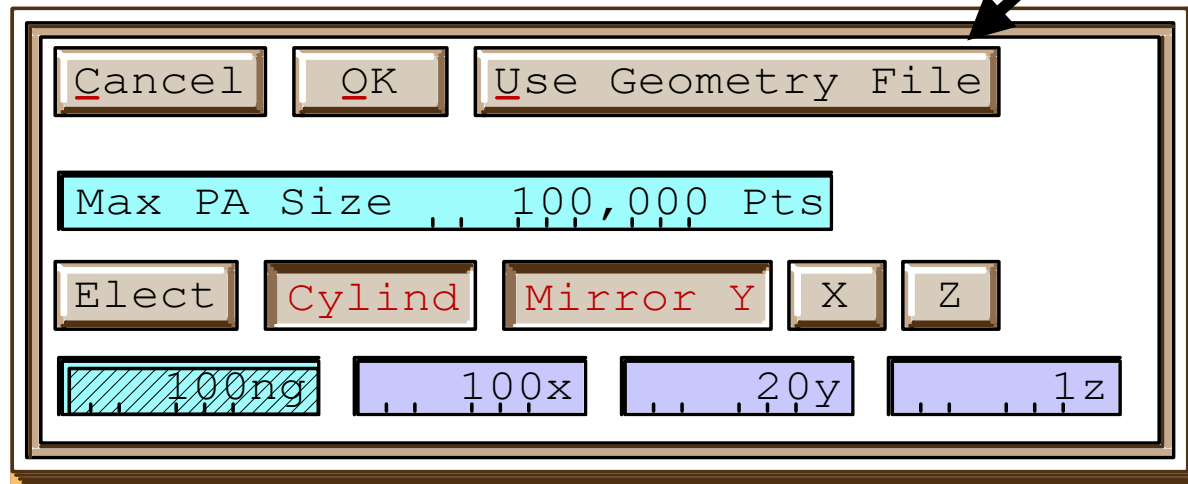 Cancel OK Use Geometry File
Max PA Size 100,000 Pts
Elect Cylind Mirror Y X Z
100ng 100x 20y 1z